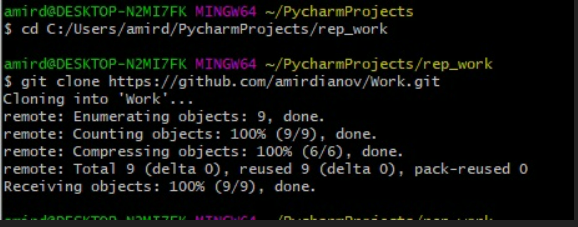 amird@DESKTOP-N2MI7FK MINGW64 ~/PycharmProjects
$ cd C:/Users/amird/PycharmProjects/rep_work
amird@DESKTOP-N2MI7FK MINGW64 ~/PycharmProjects/rep_work
$ git clone https://github.com/amirdianov/Work.git
Cloning into 'Work'...
remote: Enumerating objects: 9, done.
remote: Counting objects: 100% (9/9), done.
remote: Compressing objects: 100% (6/6), done.
remote: Total 9 (delta 0), reused 9 (delta 0), pack-reused 0
Receiving objects: 100% (9/9), done.
amird@DESKTOP-N2MI7FK MINGW64 ~/PycharmProjects/rep_work